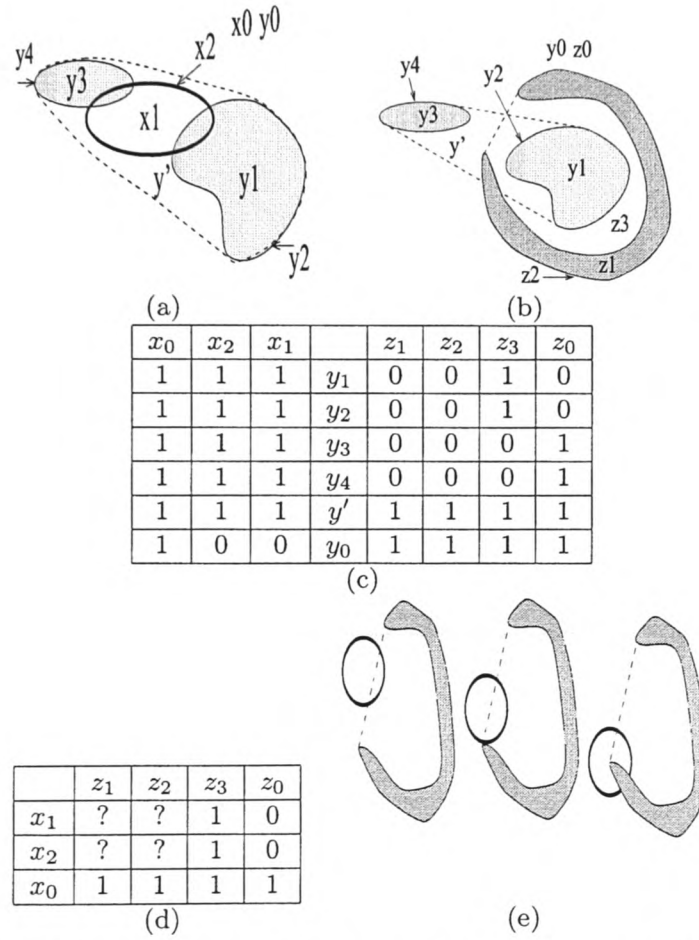 x0 y0
x2
y4
y3
x1
y'
y1
y2
(a)
y0 z0
y4
y2
y3
y'
y1
z3
z1
z2
(b)
x0 x2 x1 z1 z2 z3 z0
1 1 1 y1 0 0 1 0
1 1 1 y2 0 0 1 0
1 1 1 y3 0 0 0 1
1 1 1 y4 0 0 0 1
1 1 1 y' 1 1 1 1
1 0 0 y0 1 1 1 1
(c)
z1 z2 z3 z0
x1 ? ? 1 0
x2 ? ? 1 0
x0 1 1 1 1
(d)
(e)